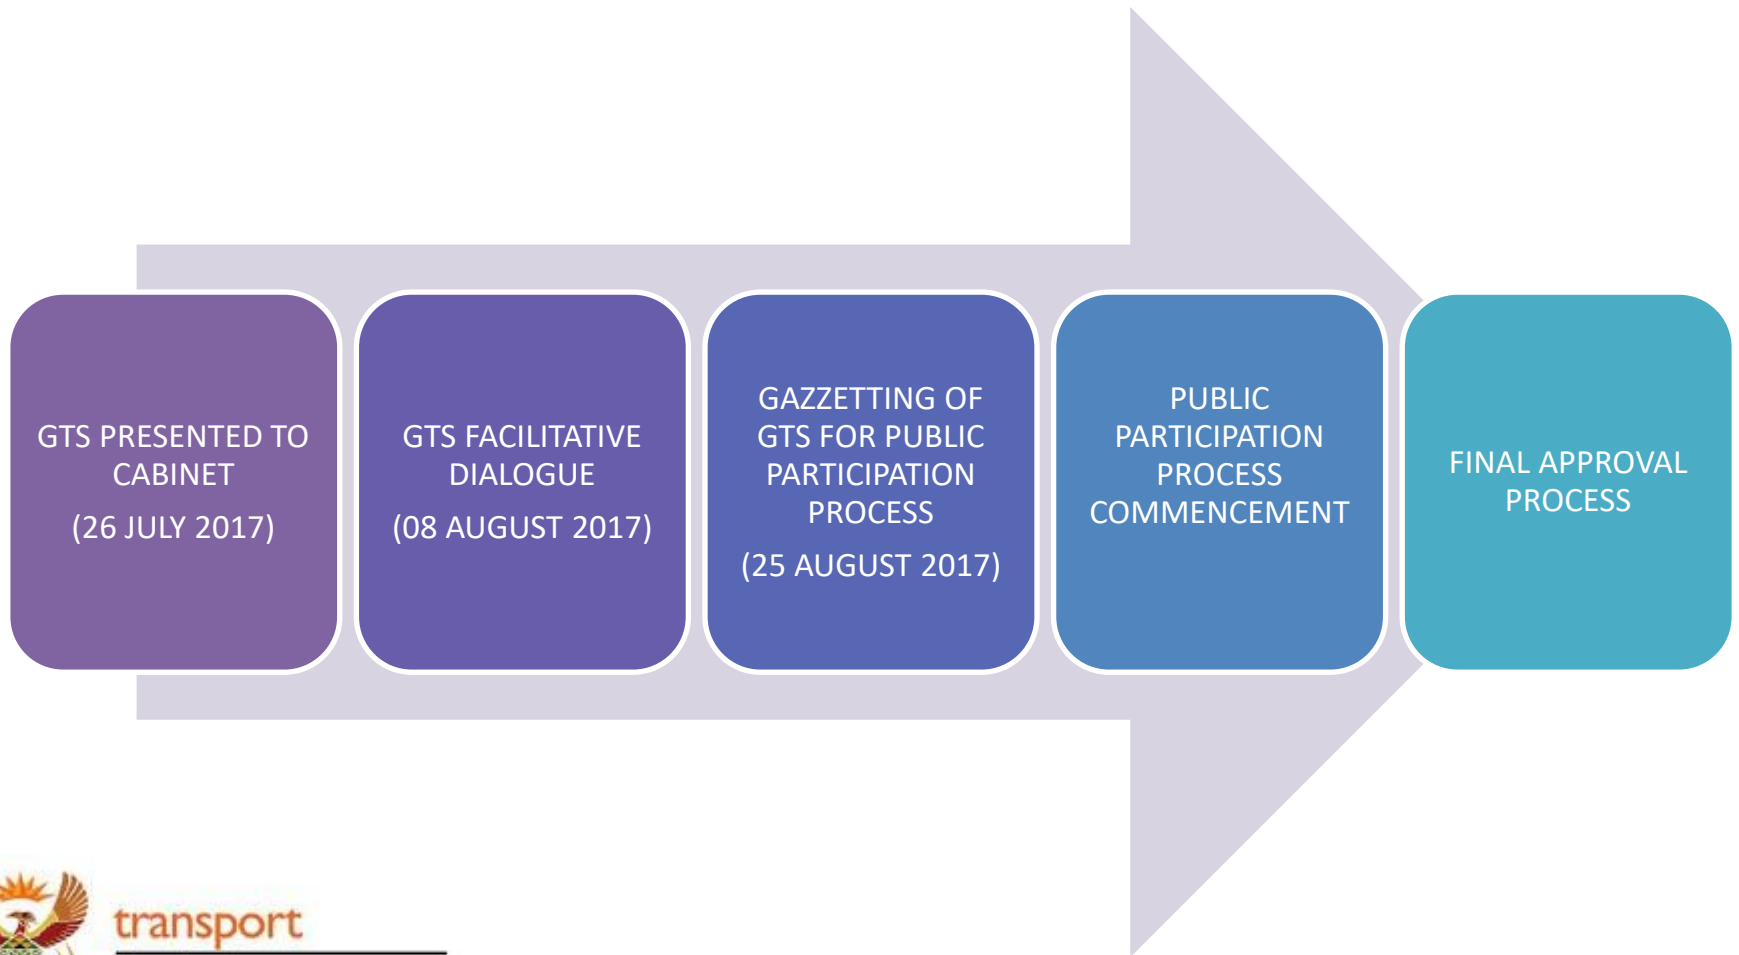 GTS PRESENTED TO
CABINET
(26 JULY 2017)
GTS FACILITATIVE
DIALOGUE
(08 AUGUST 2017)
GAZZETTING OF
GTS FOR PUBLIC
PARTICIPATION
PROCESS
(25 AUGUST 2017)
PUBLIC
PARTICIPATION
PROCESS
COMMENCEMENT
FINAL APPROVAL
PROCESS
transport